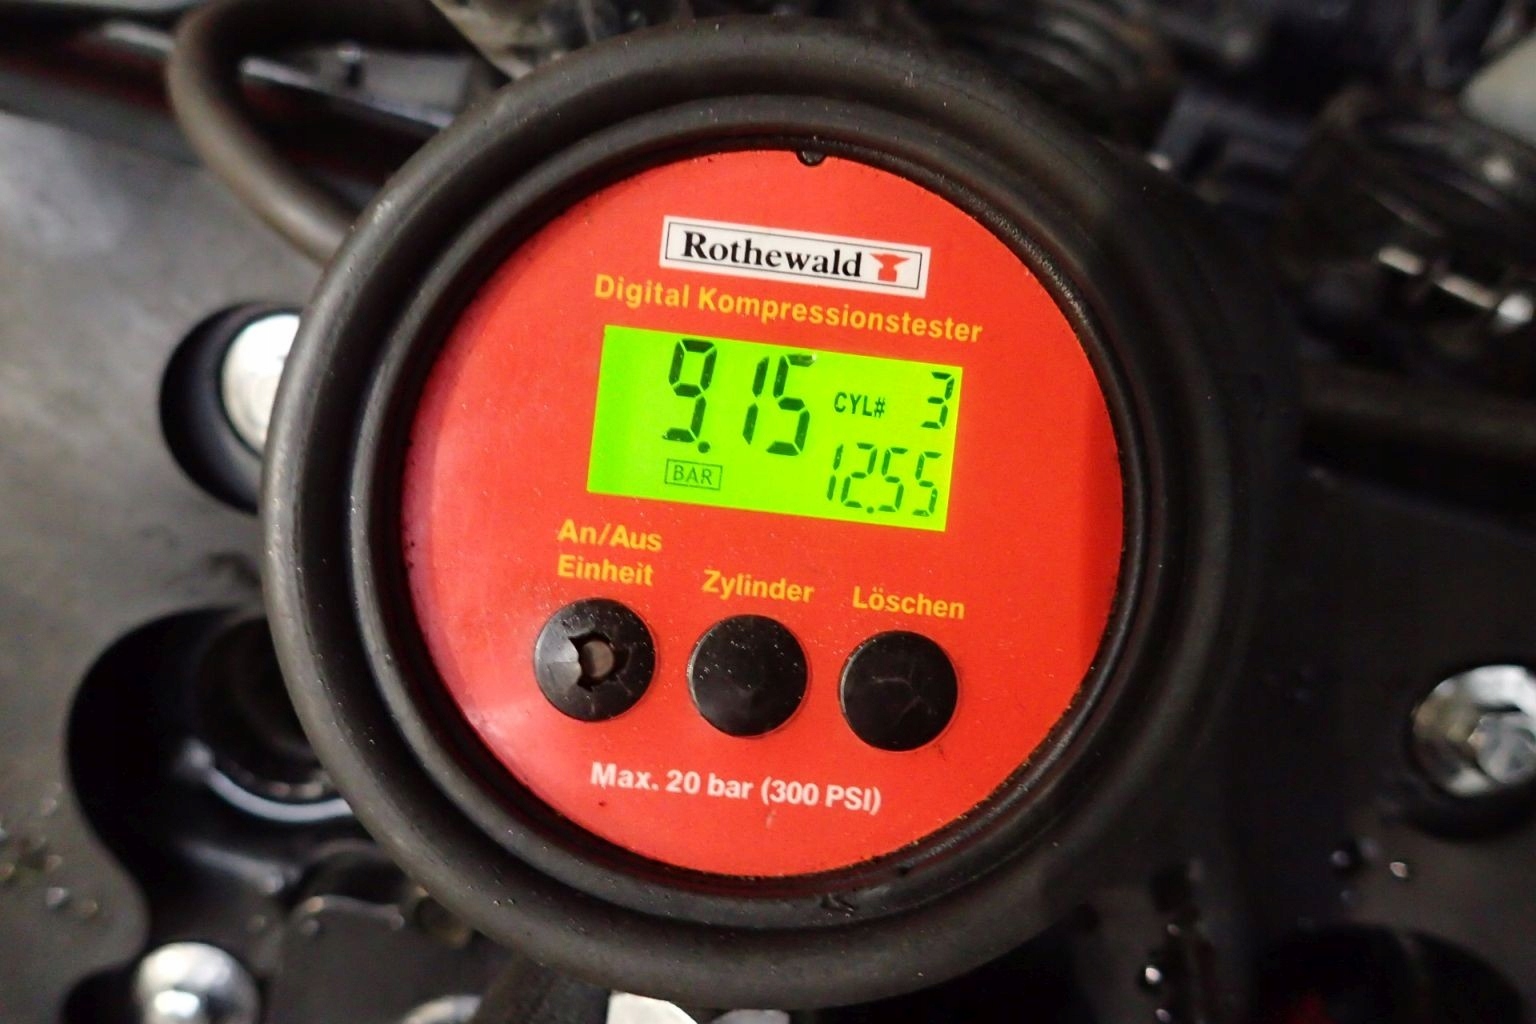 Rothewald
Digital Kompressionstester
9.15 CYL# 3
BAR 12.55
An/Aus
Einheit Zylinder Löschen
Max. 20 bar (300 PSI)